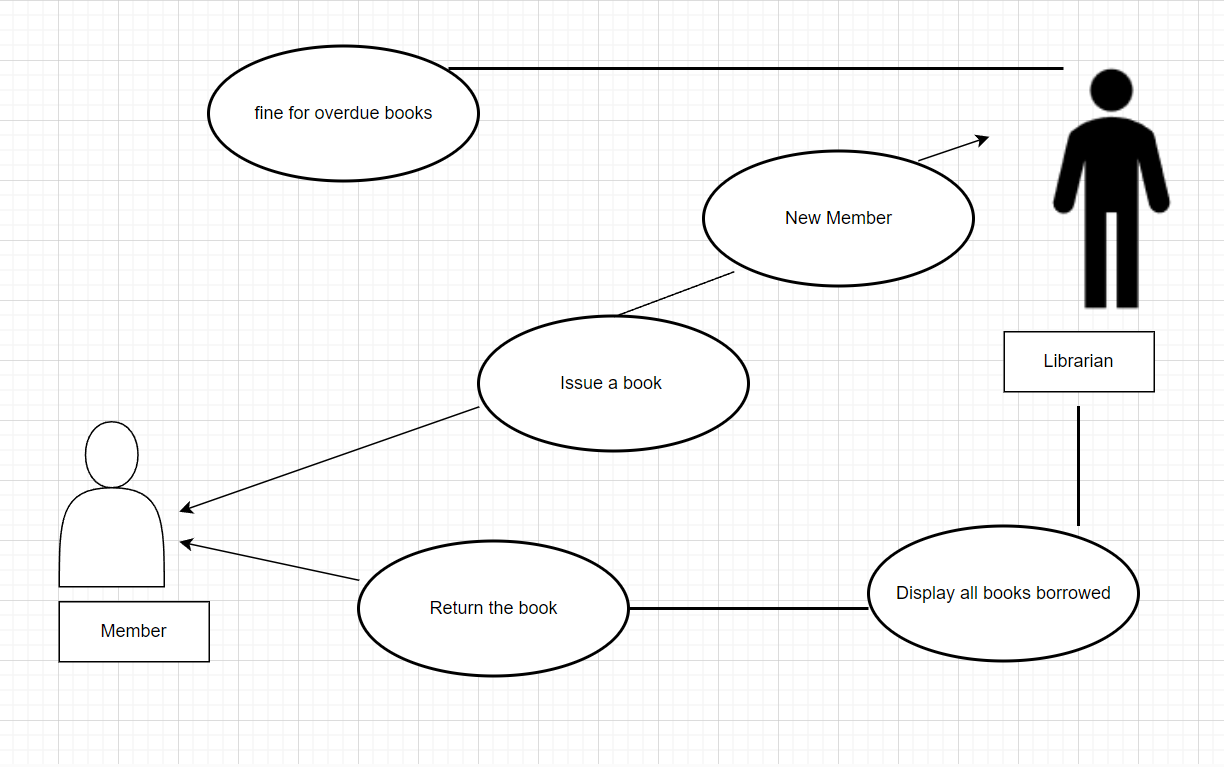 fine for overdue books
New Member
Librarian
Issue a book
Display all books borrowed
Return the book
Member